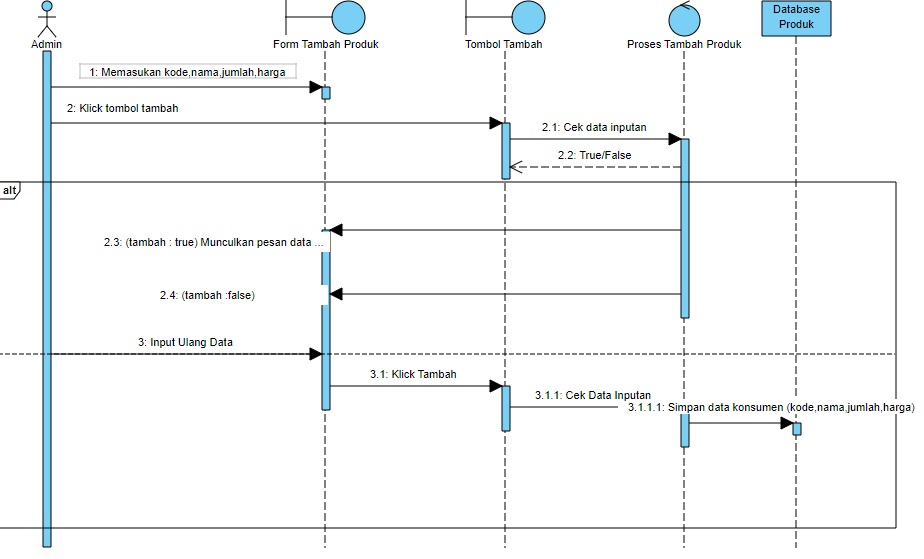 Admin
Form Tambah Produk
Tombol Tambah
Proses Tambah Produk
Database
Produk
1: Memasukan kode,nama,jumlah,harga
2: Klick tombol tambah
2.1: Cek data inputan
2.2: True/False
alt
2.3: (tambah : true) Munculkan pesan data ...
2.4: (tambah :false)
3: Input Ulang Data
3.1: Klick Tambah
3.1.1: Cek Data Inputan
3.1.1.1: Simpan data konsumen (kode,nama,jumlah,harga)